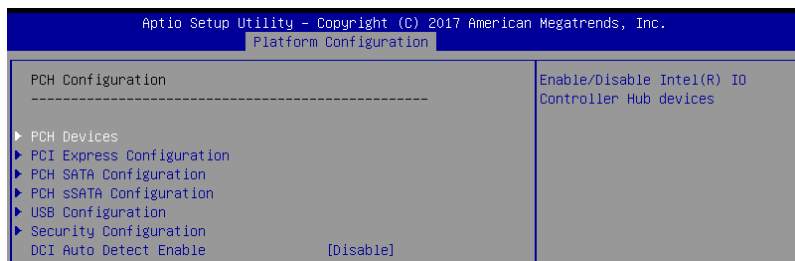 Aptio Setup Utility – Copyright (C) 2017 American Megatrends, Inc.
Platform Configuration
PCH Configuration
--------------------------------------------------
PCH Devices
PCI Express Configuration
PCH SATA Configuration
PCH sSATA Configuration
USB Configuration
Security Configuration
DCI Auto Detect Enable [Disable]
Enable/Disable Intel(R) IO
Controller Hub devices